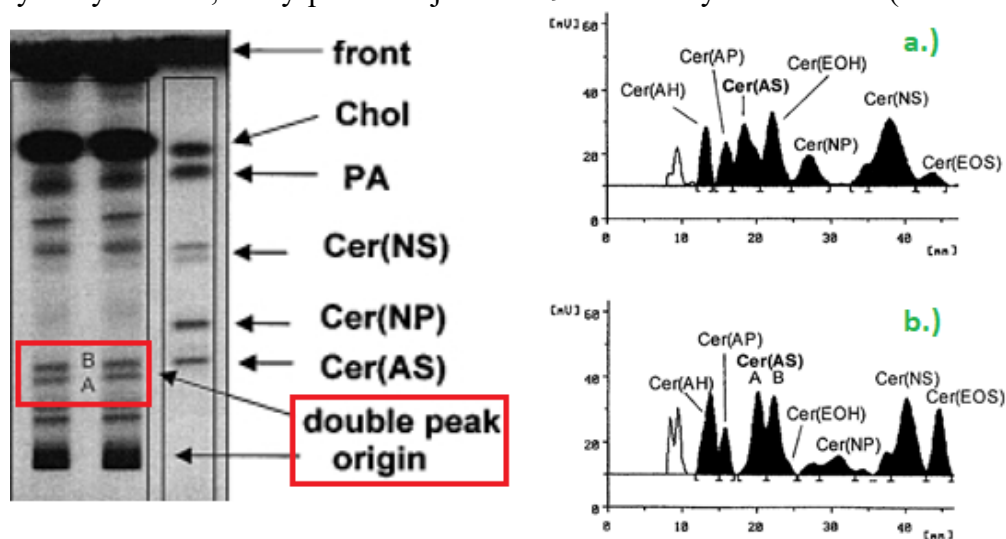 front
Chol
PA
Cer(NS)
Cer(NP)
Cer(AS)
B
A
double peak
origin
a.)
[mU] 60
40
20
0
Cer(AH)
Cer(AP)
Cer(AS)
Cer(EOH)
Cer(NP)
Cer(NS)
Cer(EOS)
0 10 20 30 40
[mm]
b.)
[mU] 60
40
20
0
Cer(AH)
Cer(AP)
Cer(AS)
A B
Cer(EOH)
Cer(NP)
Cer(NS)
Cer(EOS)
0 10 20 30 40
[mm]